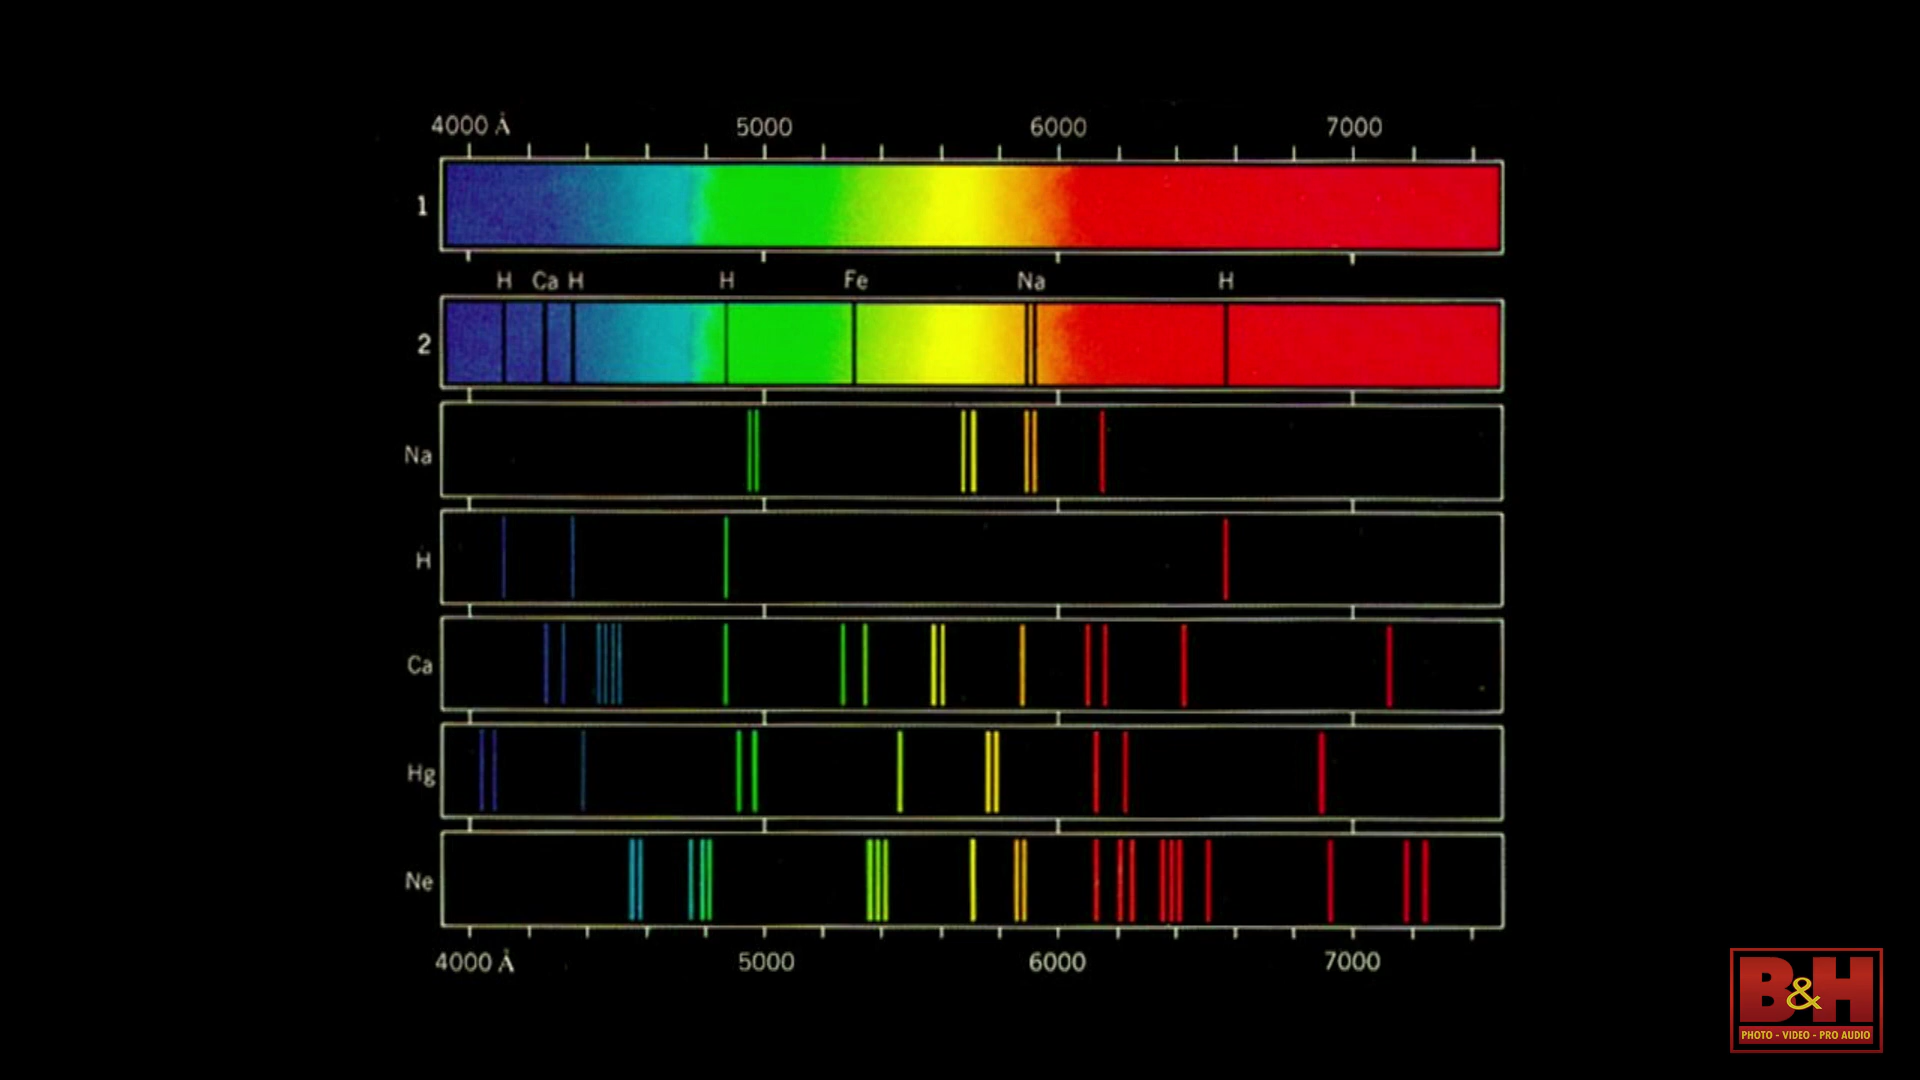 4000 Å 5000 6000 7000
1
H Ca H H Fe Na H
2
Na
H
Ca
Hg
Ne
4000 Å 5000 6000 7000
B&H
PHOTO - VIDEO - PRO AUDIO